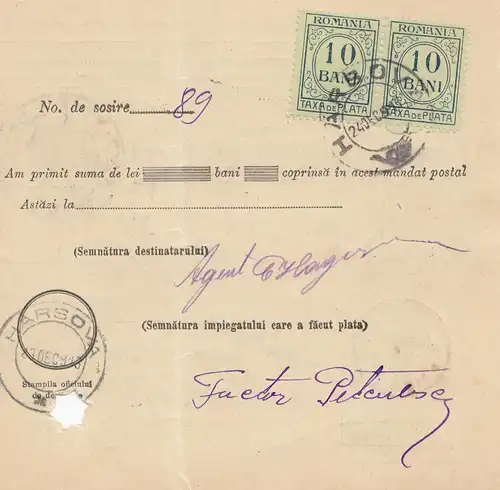 ROMANIA ROMANIA
10 10
BANI BANI
TAXA DE PLATA TAXA DE PLATA
No. de sosire 89
Am primit suma de lei bani coprinsă în acest mandat postal
Astăzi la
(Semnătura destinatarului)
Agent
(Semnătura impiegatului care a făcut plata)
HARSOVA
DEC
Stampila oficiului
Factor Petculescu